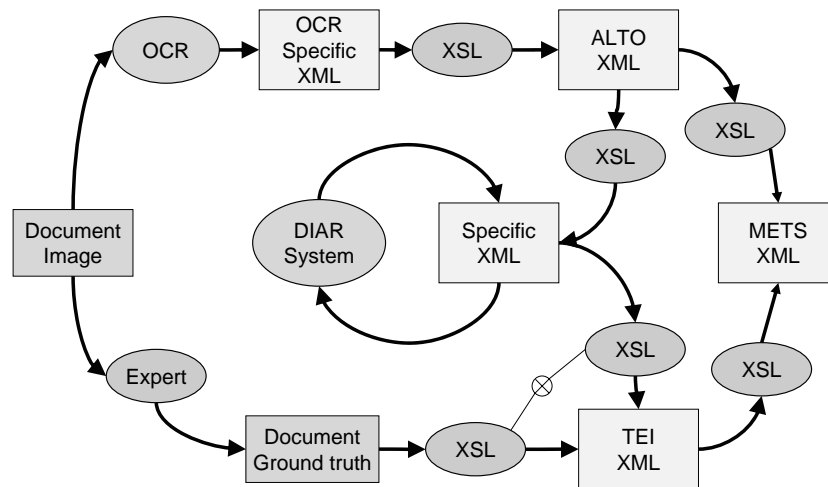 OCR
OCR
Specific
XML
XSL
ALTO
XML
XSL
XSL
Document
Image
DIAR
System
Specific
XML
METS
XML
Expert
XSL
XSL
Document
Ground truth
XSL
TEI
XML